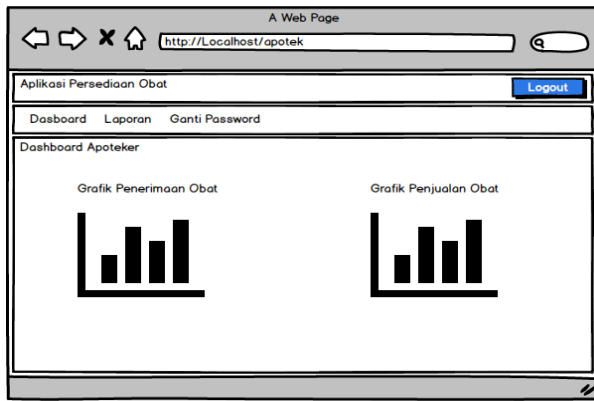 A Web Page
http://Localhost/apotek
Aplikasi Persediaan Obat
Logout
Dasboard Laporan Ganti Password
Dashboard Apoteker
Grafik Penerimaan Obat
Grafik Penjualan Obat